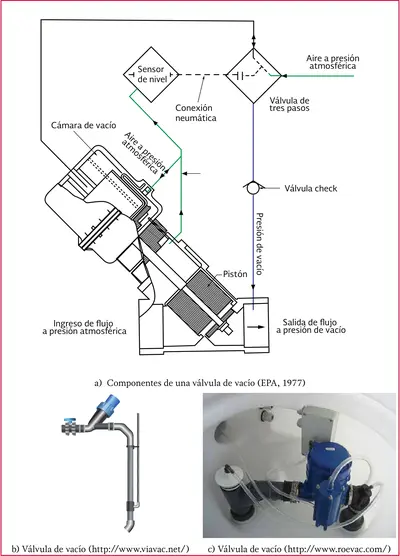 Aire a presión
atmosférica
Sensor
de nivel
Válvula de
tres pasos
Conexión
neumática
Cámara de vacío
Aire a presión
atmosférica
Válvula check
Presión de vacío
Pistón
Ingreso de flujo
a presión atmosférica
Salida de flujo
a presión de vacío
a) Componentes de una válvula de vacío (EPA, 1977)
b) Válvula de vacío (http://www.viavac.net/)
c) Válvula de vacío (http://www.roevac.com/)